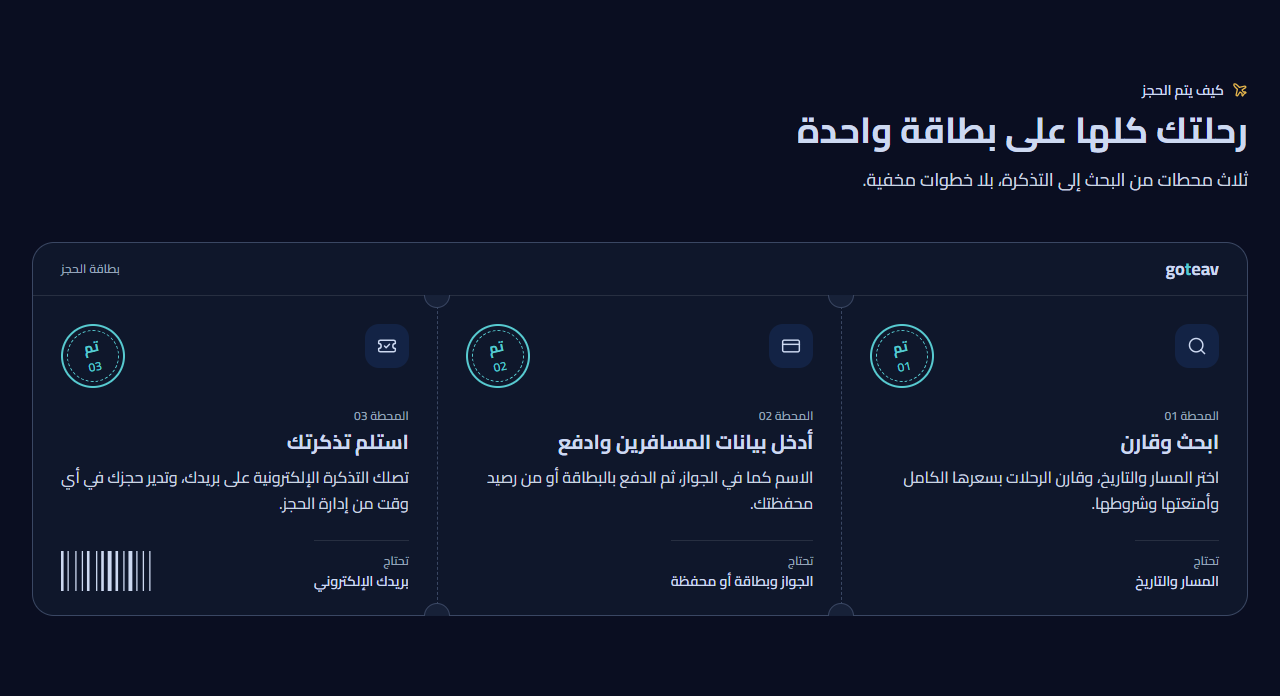 كيف يتم الحجز
رحلتك كلها على بطاقة واحدة
ثلاث محطات من البحث إلى التذكرة، بلا خطوات مخفية.
goteav
بطاقة الحجز
تم
01
المحطة 01
ابحث وقارن
اختر المسار والتاريخ، وقارن الرحلات بسعرها الكامل
وأمتعتها وشروطها.
تحتاج
المسار والتاريخ
تم
02
المحطة 02
أدخل بيانات المسافرين وادفع
الاسم كما في الجواز، ثم الدفع بالبطاقة أو من رصيد
محفظتك.
تحتاج
الجواز وبطاقة أو محفظة
تم
03
المحطة 03
استلم تذكرتك
تصلك التذكرة الإلكترونية على بريدك، وتدير حجزك في أي
وقت من إدارة الحجز.
تحتاج
بريدك الإلكتروني